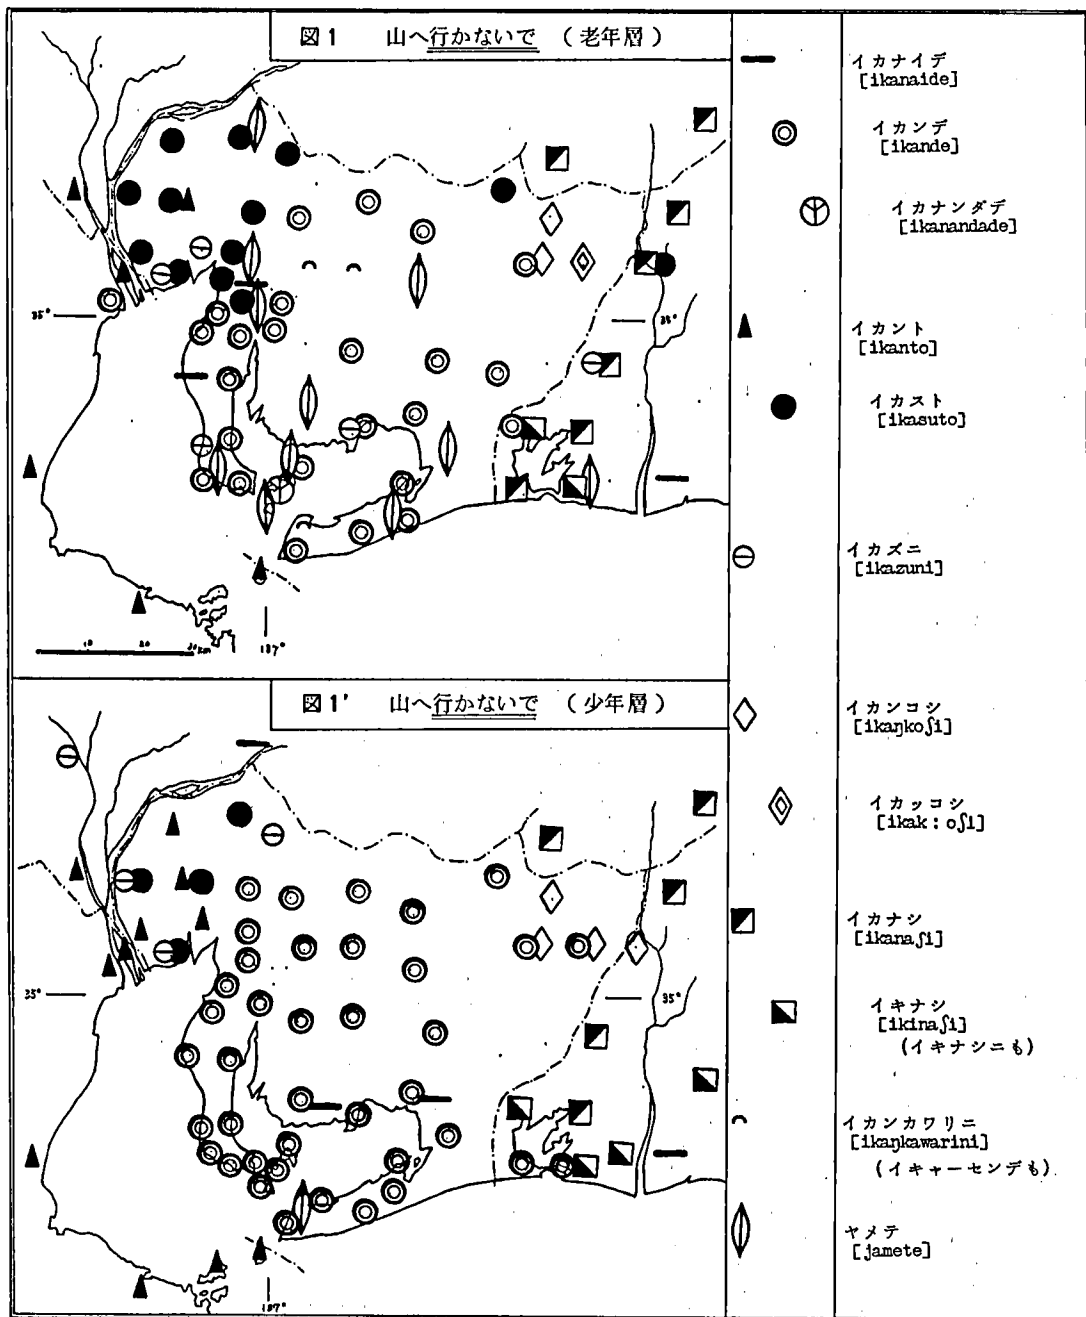 図1 山へ行かないで (老年層)
35°
35°
10 20 30km
137°
図1' 山へ行かないで (少年層)
35°
35°
137°
イカナイデ
[ikanaide]
イカンデ
[ikande]
イカナンダデ
[ikanandade]
イカント
[ikanto]
イカスト
[ikasuto]
イカズニ
[ikazuni]
イカンコシ
[ikaŋkoʃi]
イカッコシ
[ikak:oʃi]
イカナシ
[ikanaʃi]
イキナシ
[ikinaʃi]
(イキナシニも)
イカンカワリニ
[ikaŋkawarini]
(イキャーセンデも)
ヤメテ
[jamete]